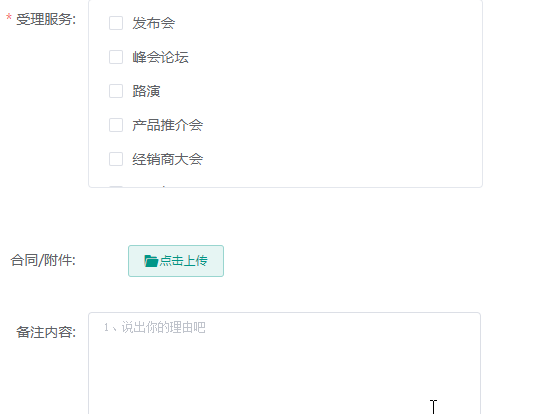 * 受理服务:
发布会
峰会论坛
路演
产品推介会
经销商大会
合同/附件:
点击上传
备注内容:
1、说出你的理由吧